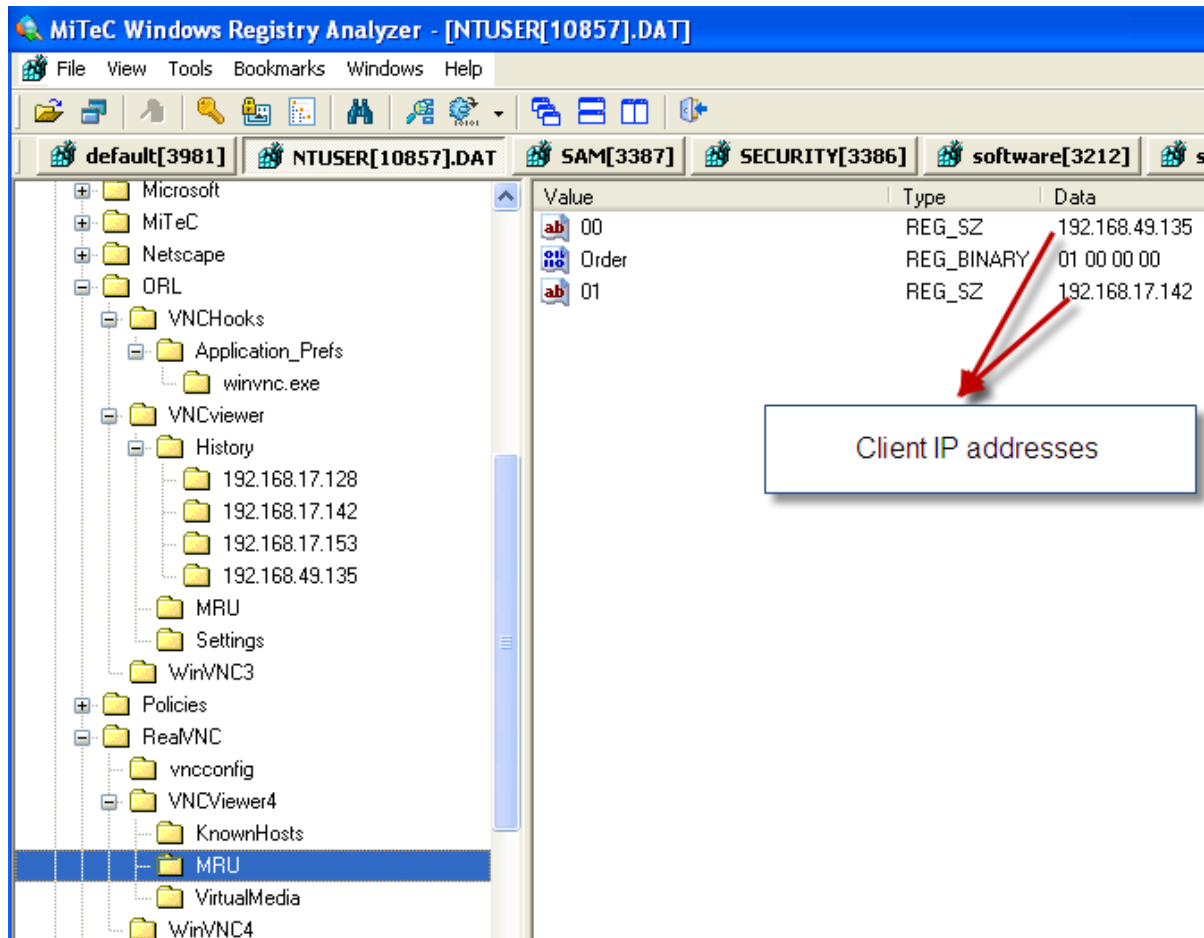 MiTeC Windows Registry Analyzer - [NTUSER[10857].DAT]
File View Tools Bookmarks Windows Help
default[3981] NTUSER[10857].DAT SAM[3387] SECURITY[3386] software[3212] s
Microsoft
MiTeC
Netscape
ORL
VNCHooks
Application_Prefs
winvnc.exe
VNCviewer
History
192.168.17.128
192.168.17.142
192.168.17.153
192.168.49.135
MRU
Settings
WinVNC3
Policies
RealVNC
vncconfig
VNCViewer4
KnownHosts
MRU
VirtualMedia
WinVNC4
Value Type Data
00 REG_SZ 192.168.49.135
Order REG_BINARY 01 00 00 00
01 REG_SZ 192.168.17.142
Client IP addresses